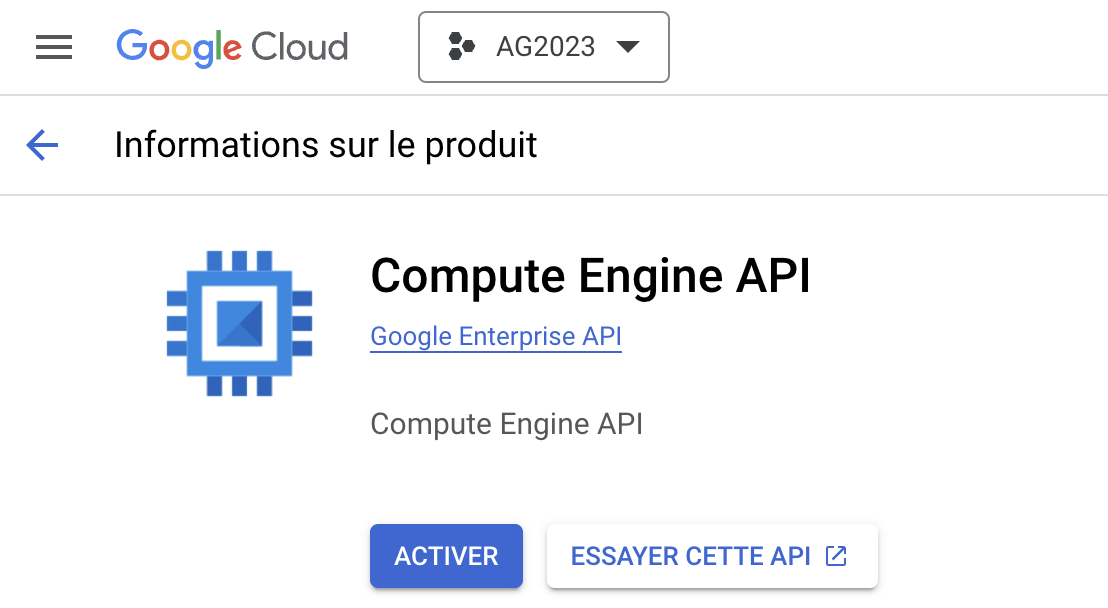 Google Cloud
AG2023
Informations sur le produit
Compute Engine API
Google Enterprise API
Compute Engine API
ACTIVER
ESSAYER CETTE API